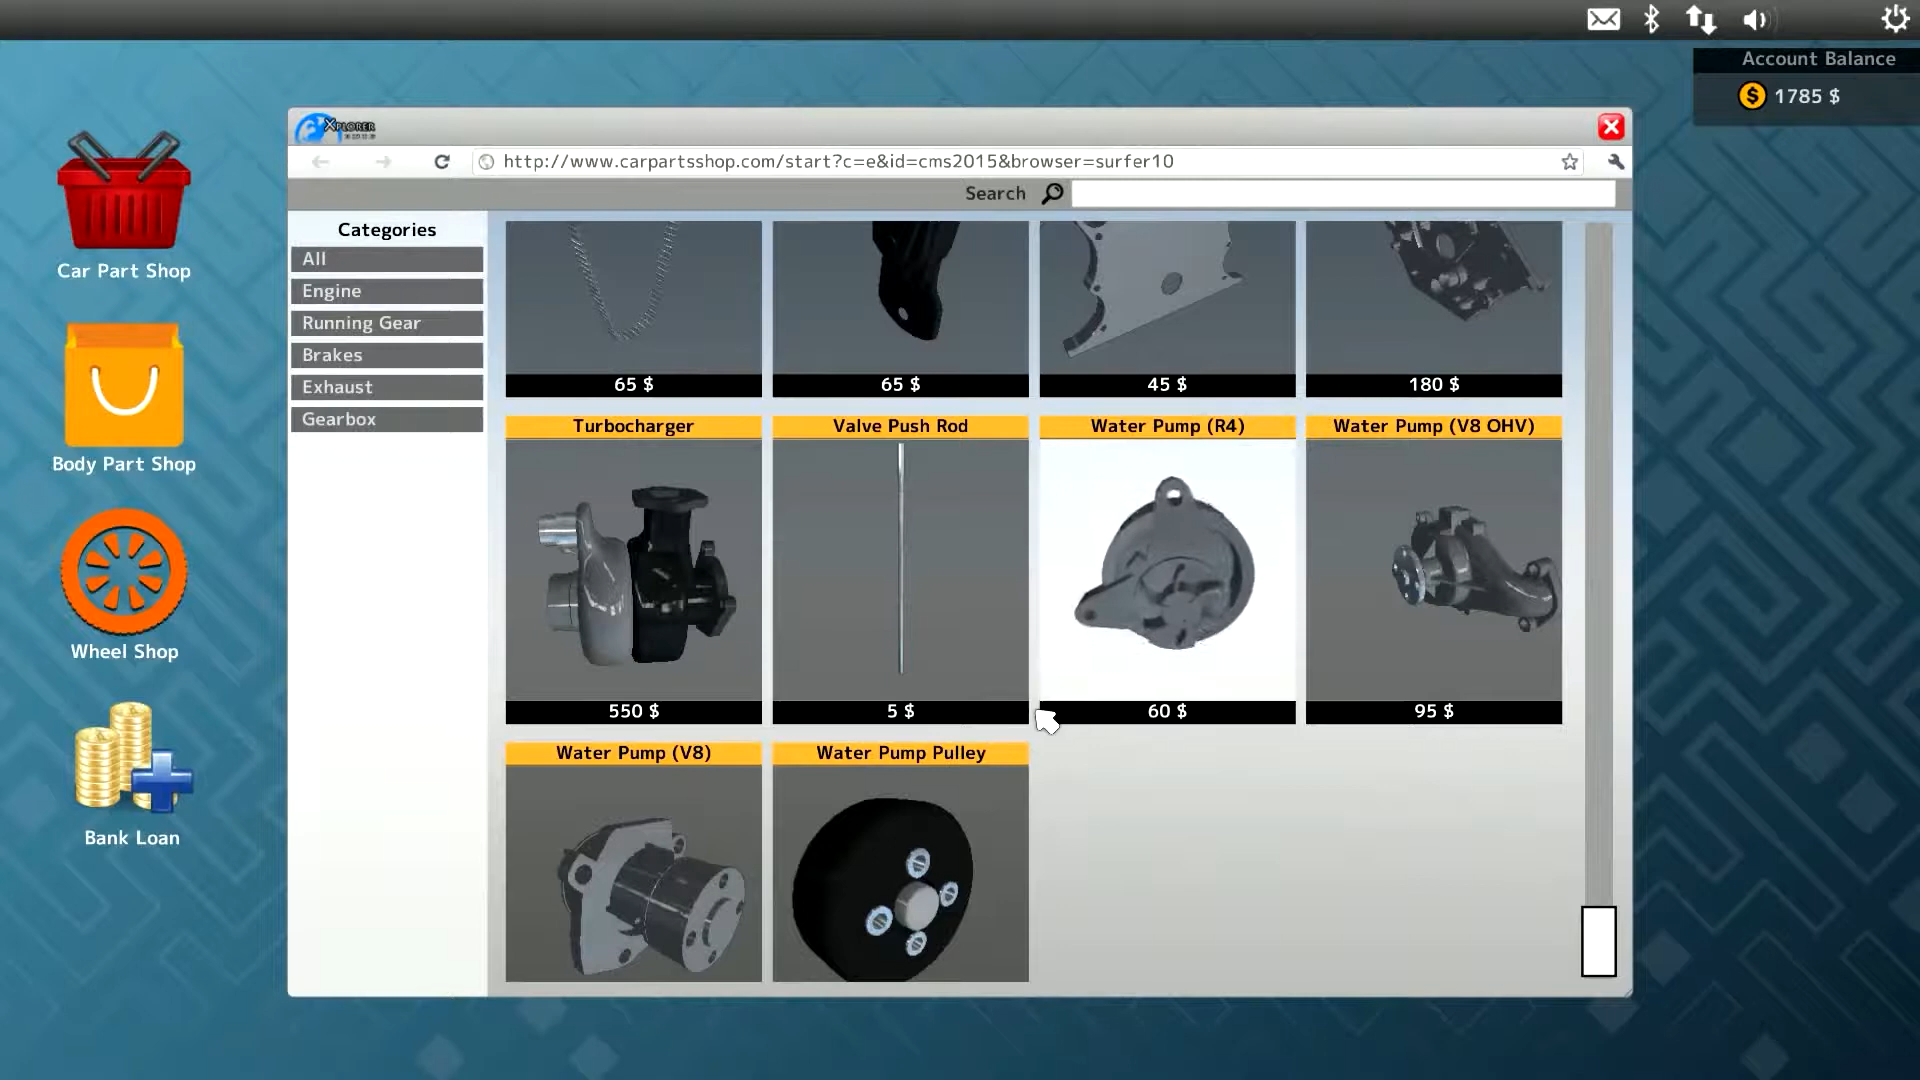 Account Balance
1785 $
XPLORER
http://www.carpartsshop.com/start?c=e&id=cms2015&browser=surfer10
Search
Categories
All
Engine
Running Gear
Brakes
Exhaust
Gearbox
Car Part Shop
Body Part Shop
Wheel Shop
Bank Loan
65 $
65 $
45 $
180 $
Turbocharger
Valve Push Rod
Water Pump (R4)
Water Pump (V8 OHV)
550 $
5 $
60 $
95 $
Water Pump (V8)
Water Pump Pulley